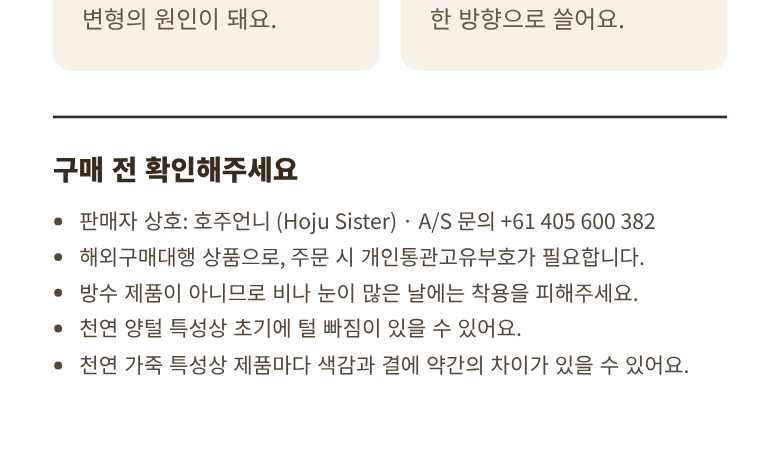 변형의 원인이 돼요.
한 방향으로 쓸어요.
구매 전 확인해주세요
• 판매자 상호: 호주언니 (Hoju Sister) · A/S 문의 +61 405 600 382
• 해외구매대행 상품으로, 주문 시 개인통관고유부호가 필요합니다.
• 방수 제품이 아니므로 비나 눈이 많은 날에는 착용을 피해주세요.
• 천연 양털 특성상 초기에 털 빠짐이 있을 수 있어요.
• 천연 가죽 특성상 제품마다 색감과 결에 약간의 차이가 있을 수 있어요.